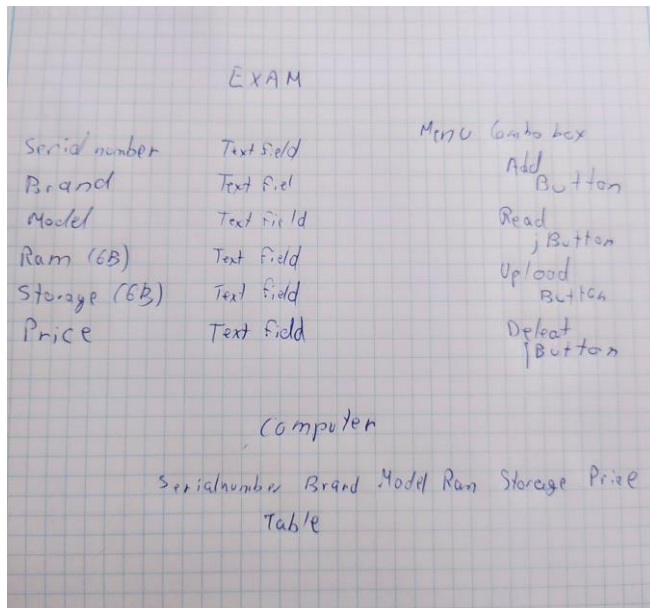 EXAM
Menu Combo box
Serial number Text field
Add
Button
Brand Text fiel
Model Text field
Read
jButton
Ram (GB) Text field
Upload
Button
Storage (GB) Text field
Price Text field
Deleat
jButton
Computer
Serialnumber Brand Model Ram Storage Price
Table